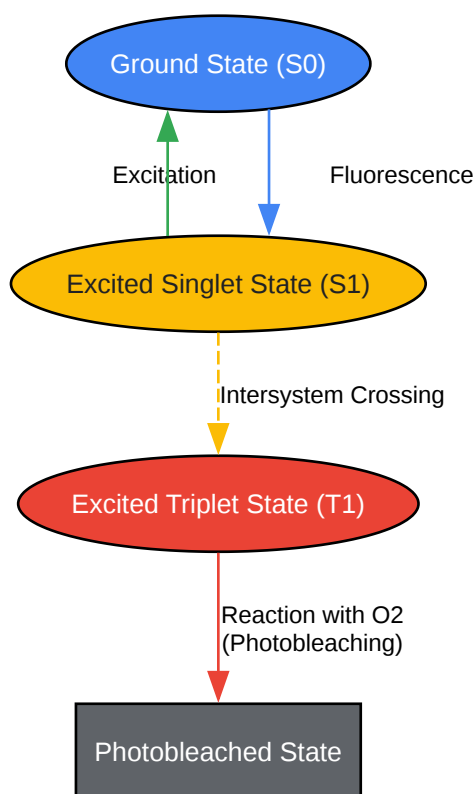 Ground State (S0)
Excitation
Fluorescence
Excited Singlet State (S1)
Intersystem Crossing
Excited Triplet State (T1)
Reaction with O2
(Photobleaching)
Photobleached State